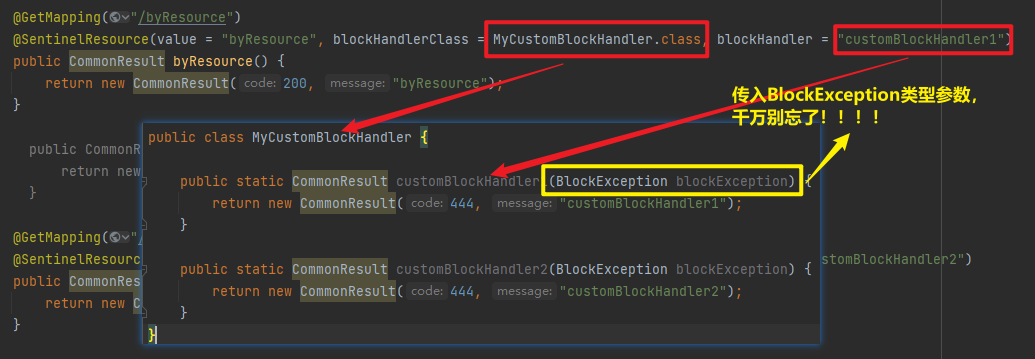 @GetMapping("/byResource")
@SentinelResource(value = "byResource", blockHandlerClass = MyCustomBlockHandler.class, blockHandler = "customBlockHandler1")
public CommonResult byResource() {
return new CommonResult( code: 200, message: "byResource");
}
传入BlockException类型参数，
千万别忘了！！！！
public class MyCustomBlockHandler {
public CommonR
return new
}
public static CommonResult customBlockHandler (BlockException blockException) {
return new CommonResult( code: 444, message: "customBlockHandler1");
}
@GetMapping("/
@SentinelResource
stomBlockHandler2")
public CommonRes
return new C
}
public static CommonResult customBlockHandler2(BlockException blockException) {
return new CommonResult( code: 444, message: "customBlockHandler2");
}
}